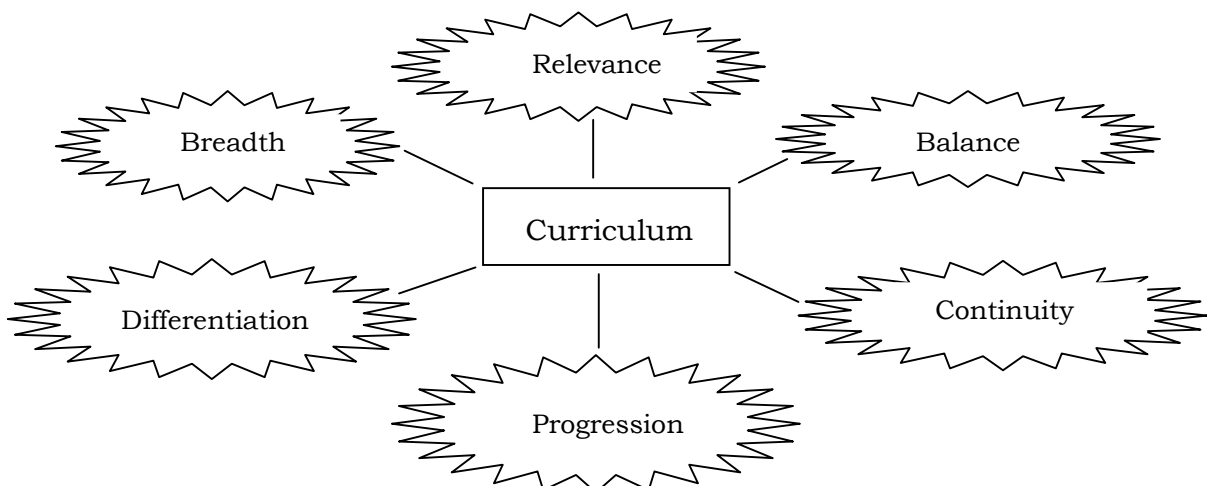 Relevance
Breadth
Balance
Curriculum
Differentiation
Continuity
Progression